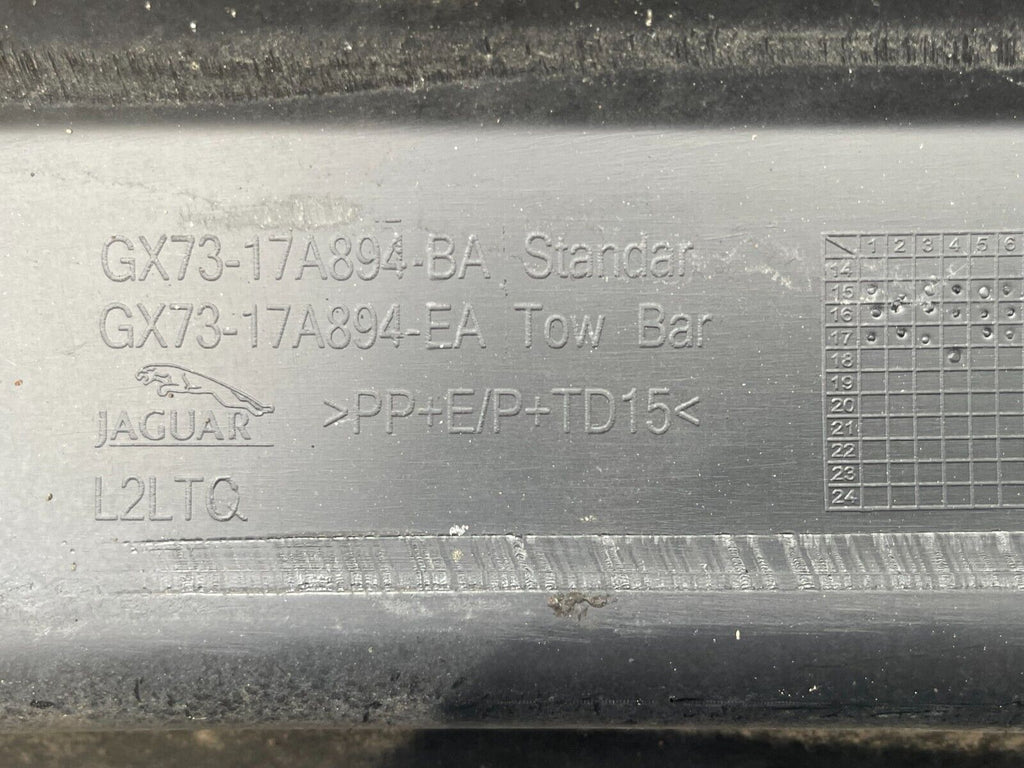 GX73-17A894-BA Standar
GX73-17A894-EA Tow Bar
JAGUAR
>PP+E/P+TD15<
L2LTQ
1 2 3 4 5 6
14
15
16
17
18
19
20
21
22
23
24